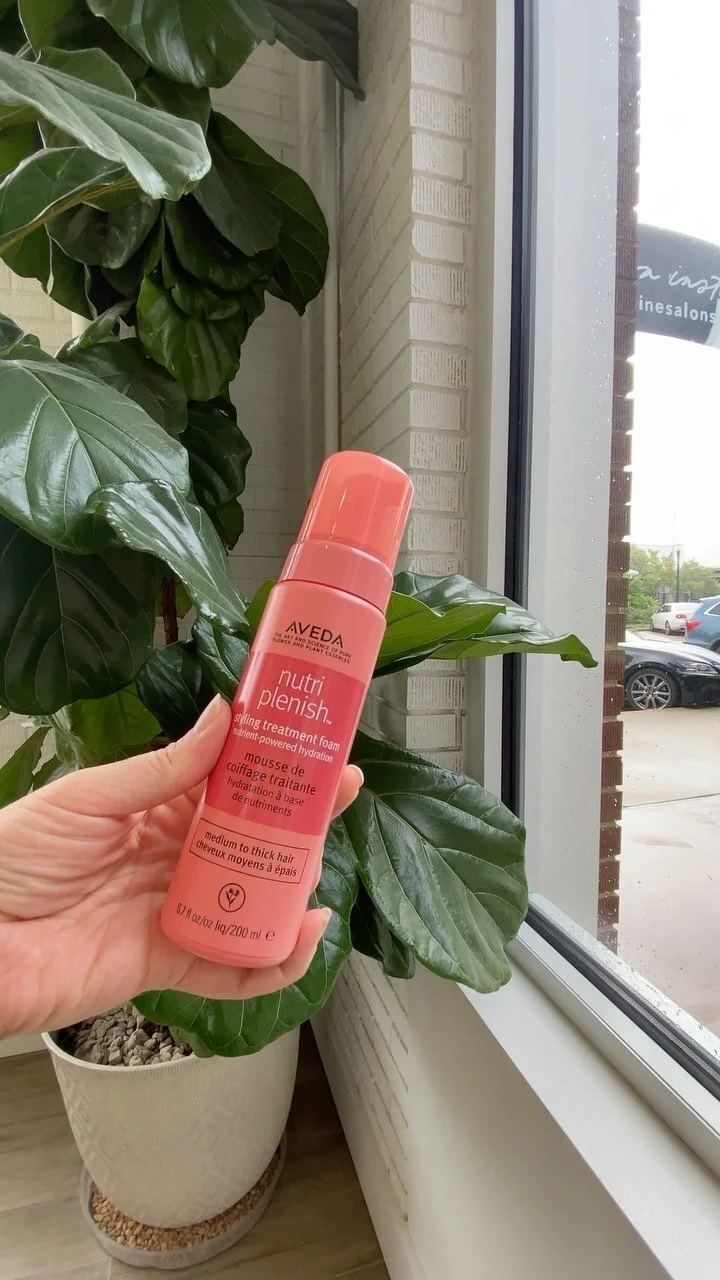 AVEDA
THE ART AND SCIENCE OF PURE
FLOWER AND PLANT ESSENCES
nutri
plenish™
styling treatment foam
nutrient-powered hydration
mousse de
coiffage traitante
hydratation à base
de nutriments
medium to thick hair
cheveux moyens à épais
6.7 fl oz/oz liq/200 ml ℮
inesalons